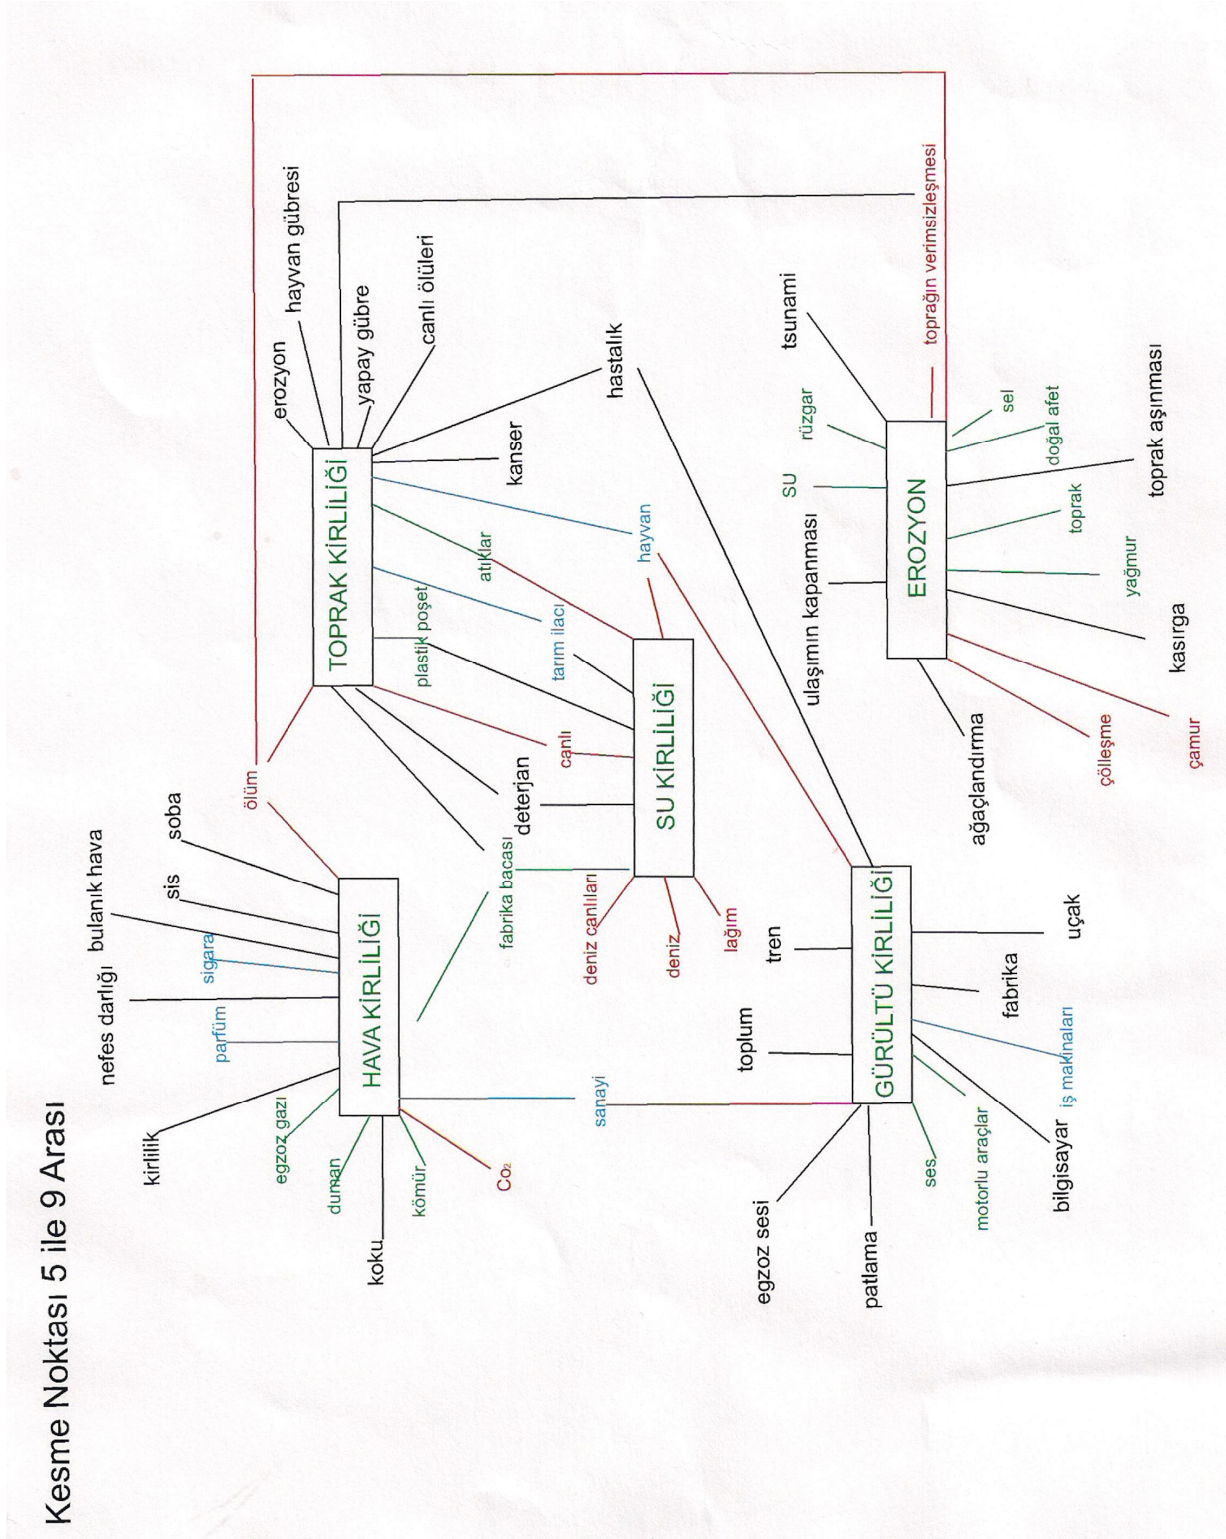 Kesme Noktası 5 ile 9 Arası
nefes darlığı
bulanık hava
sigara
sis
soba
parfüm
kirlilik
egzoz gazı
duman
koku
kömür
Co₂
HAVA KİRLİLİĞİ
ölüm
erozyon
hayvan gübresi
yapay gübre
canlı ölüleri
TOPRAK KİRLİLİĞİ
plastik poşet
atıklar
kanser
hastalık
tarım ilacı
hayvan
canlı
deterjan
fabrika bacası
sanayi
deniz canlıları
deniz
lağım
SU KİRLİLİĞİ
toplum
tren
egzoz sesi
patlama
GÜRÜLTÜ KİRLİLİĞİ
ses
motorlu araçlar
bilgisayar
iş makinaları
fabrika
uçak
ulaşımın kapanması
SU
rüzgar
tsunami
EROZYON
toprağın verimsizleşmesi
sel
doğal afet
toprak aşınması
toprak
yağmur
kasırga
ağaçlandırma
çölleşme
çamur